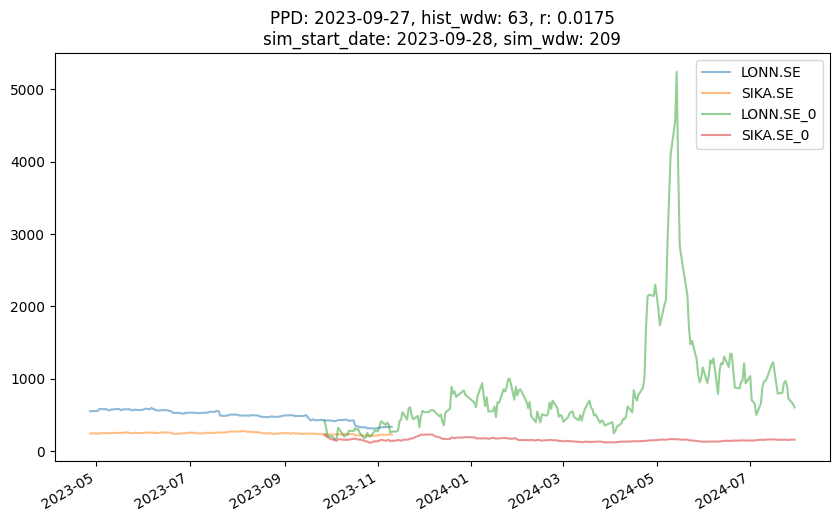 PPD: 2023-09-27, hist_wdw: 63, r: 0.0175
sim_start_date: 2023-09-28, sim_wdw: 209
LONN.SE
SIKA.SE
LONN.SE_0
SIKA.SE_0
5000
4000
3000
2000
1000
0
2023-05
2023-07
2023-09
2023-11
2024-01
2024-03
2024-05
2024-07